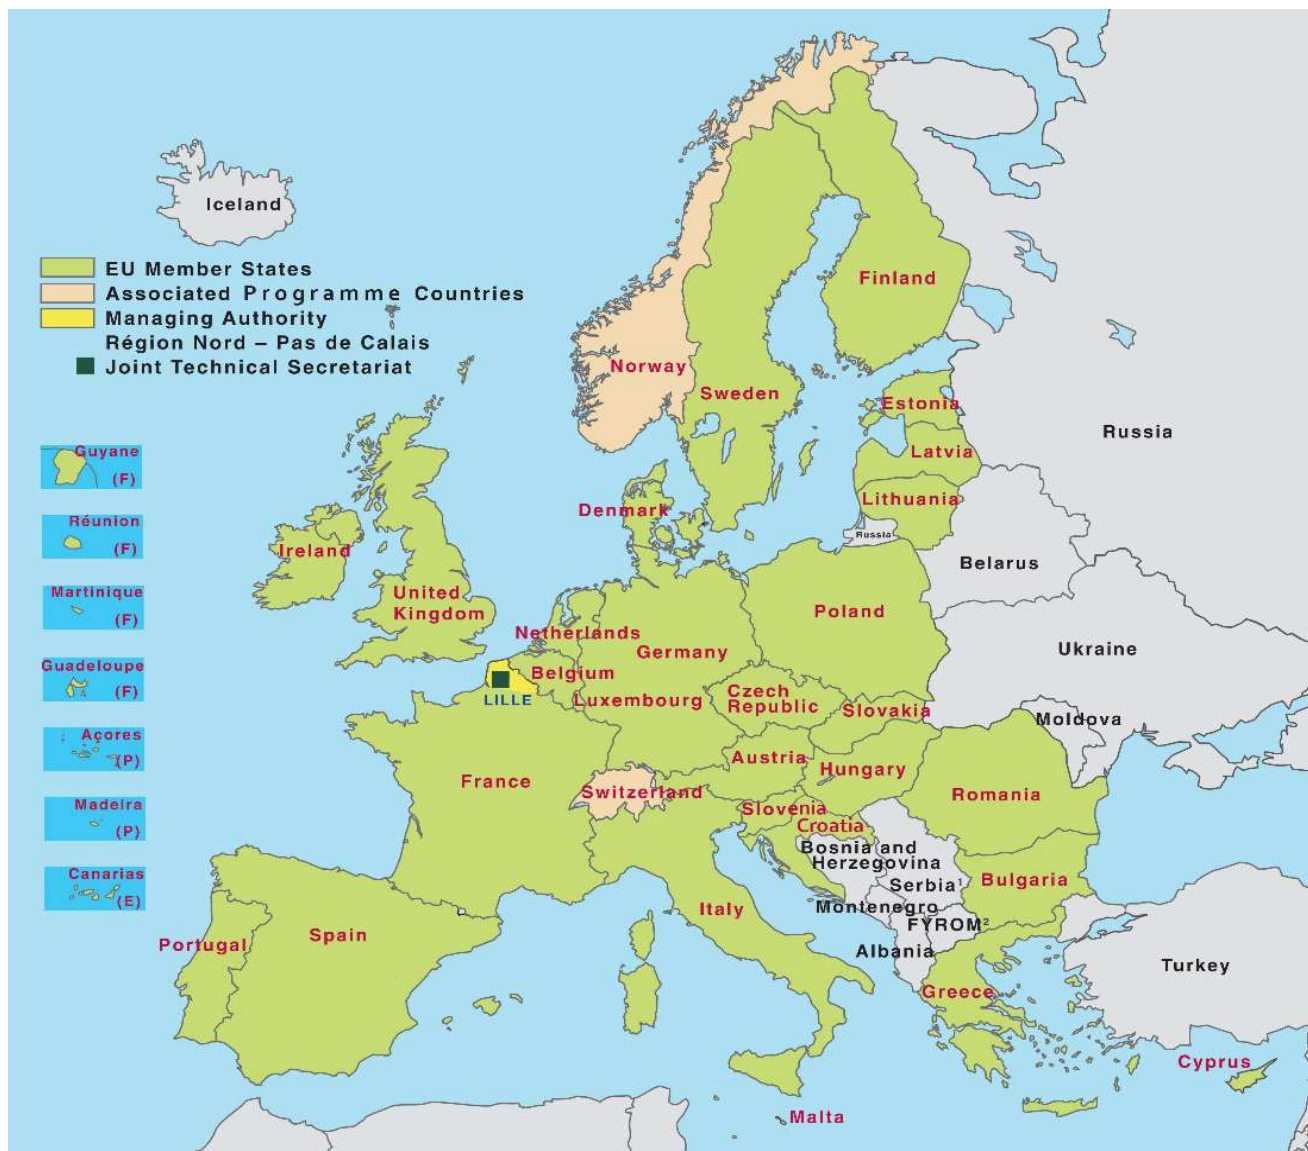 Iceland
EU Member States
Associated Programme Countries
Managing Authority
Région Nord – Pas de Calais
Joint Technical Secretariat
Finland
Norway
Sweden
Estonia
Russia
Latvia
Lithuania
Denmark
Russia
Guyane
(F)
Réunion
(F)
Martinique
(F)
Guadeloupe
(F)
Açores
(P)
Madeira
(P)
Canarias
(E)
Ireland
United
Kingdom
Belarus
Poland
Netherlands
Germany
Ukraine
Belgium
LILLE
Luxembourg
Czech
Republic
Slovakia
Moldova
Austria
Hungary
France
Switzerland
Romania
Slovenia
Croatia
Bosnia and
Herzegovina
Serbia¹
Bulgaria
Montenegro
Italy
FYROM²
Portugal
Spain
Albania
Turkey
Greece
Cyprus
Malta